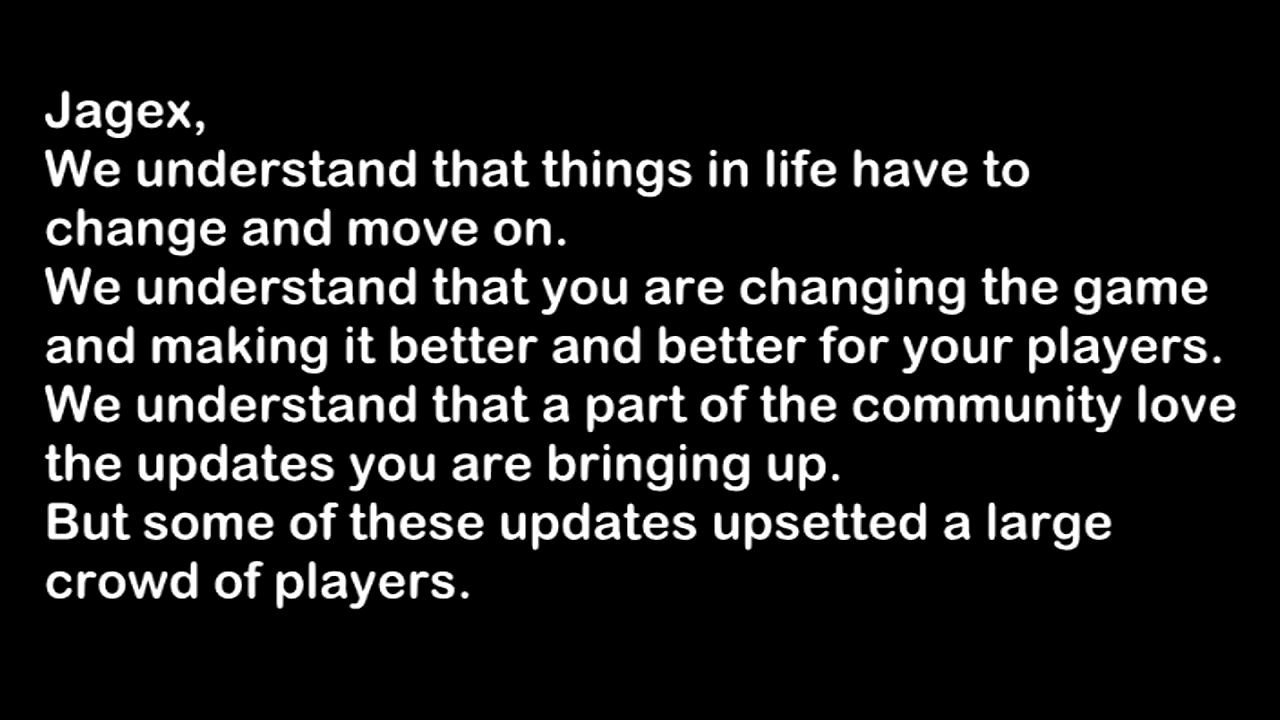 Jagex,
We understand that things in life have to
change and move on.
We understand that you are changing the game
and making it better and better for your players.
We understand that a part of the community love
the updates you are bringing up.
But some of these updates upsetted a large
crowd of players.